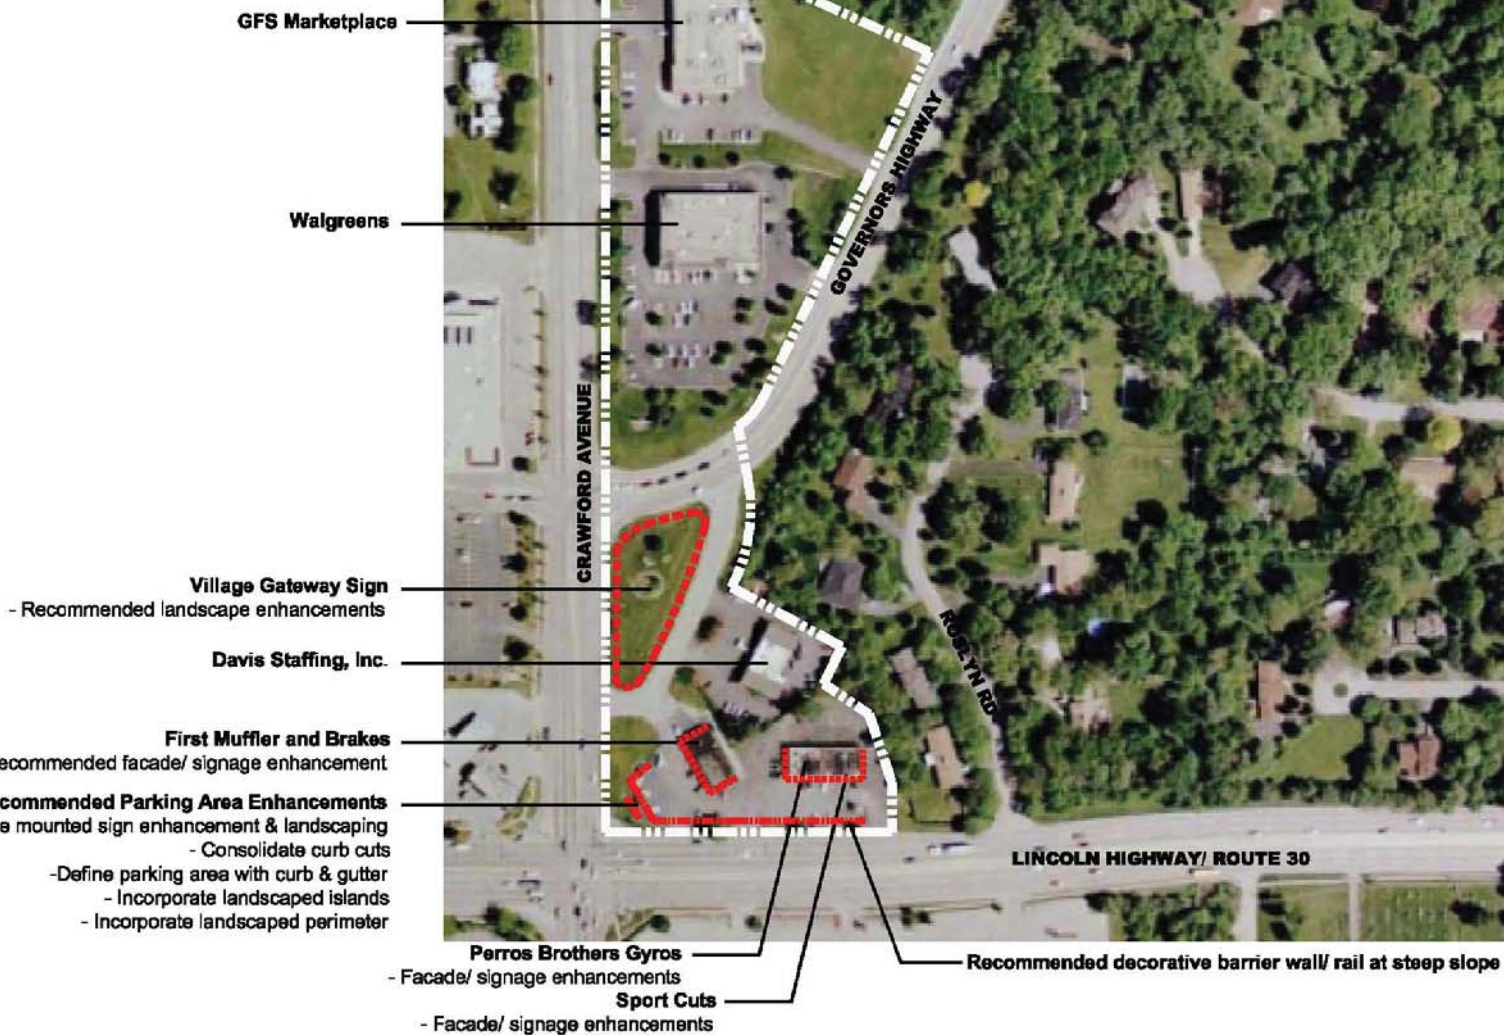 GFS Marketplace
GOVERNORS HIGHWAY
Walgreens
CRAWFORD AVENUE
Village Gateway Sign
- Recommended landscape enhancements
ROSLYN RD
Davis Staffing, Inc.
First Muffler and Brakes
facade/ signage enhancement
Parking Area Enhancements
mounted sign enhancement & landscaping
- Consolidate curb cuts
-Define parking area with curb & gutter
- Incorporate landscaped islands
- Incorporate landscaped perimeter
LINCOLN HIGHWAY/ ROUTE 30
Perros Brothers Gyros
- Facade/ signage enhancements
Recommended decorative barrier wall/ rail at steep slope
Sport Cuts
- Facade/ signage enhancements